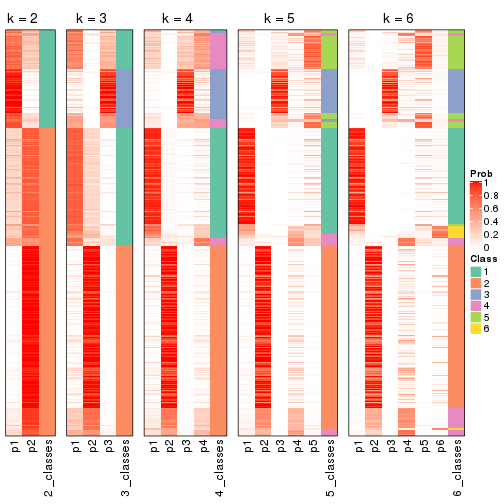 k = 2
k = 3
k = 4
k = 5
k = 6
Prob
1
0.8
0.6
0.4
0.2
0
Class
1
2
3
4
5
6
p1
p2
2_classes
p1
p2
p3
3_classes
p1
p2
p3
p4
4_classes
p1
p2
p3
p4
p5
5_classes
p1
p2
p3
p4
p5
p6
6_classes